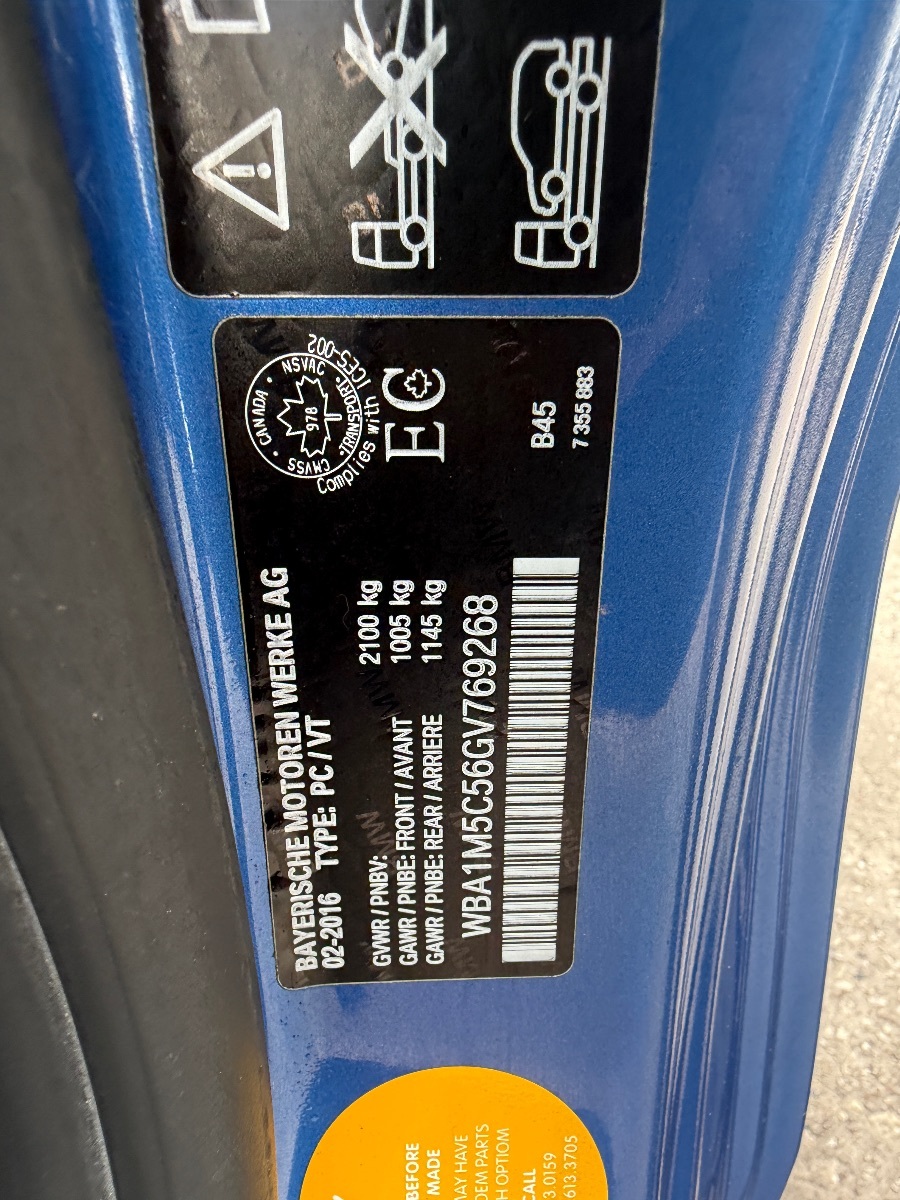 BAYERISCHE MOTOREN WERKE AG
02-2016 TYPE: PC/VT
GVWR/PNBV: 2100 kg
GAWR/PNBE: FRONT/AVANT 1005 kg
GAWR/PNBE: REAR/ARRIERE 1145 kg
WBA1M5C56GV769268
CANADA · NSVAC · TRANSPORT · CMVSS
978
Complies with ICES-002
EC
B45
7 355 883
BEFORE
MADE
MAY HAVE
DEM PARTS
H OPTIOM
CALL
3 0159
613 3705